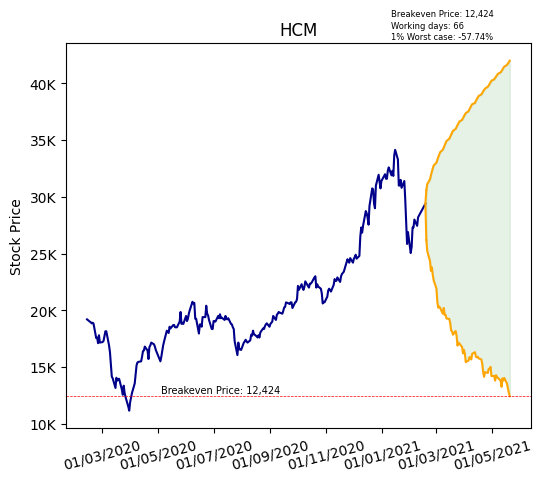 Breakeven Price: 12,424
Working days: 66
1% Worst case: -57.74%
HCM
Stock Price
40K
35K
30K
25K
20K
15K
10K
Breakeven Price: 12,424
01/03/2020
01/05/2020
01/07/2020
01/09/2020
01/11/2020
01/01/2021
01/03/2021
01/05/2021